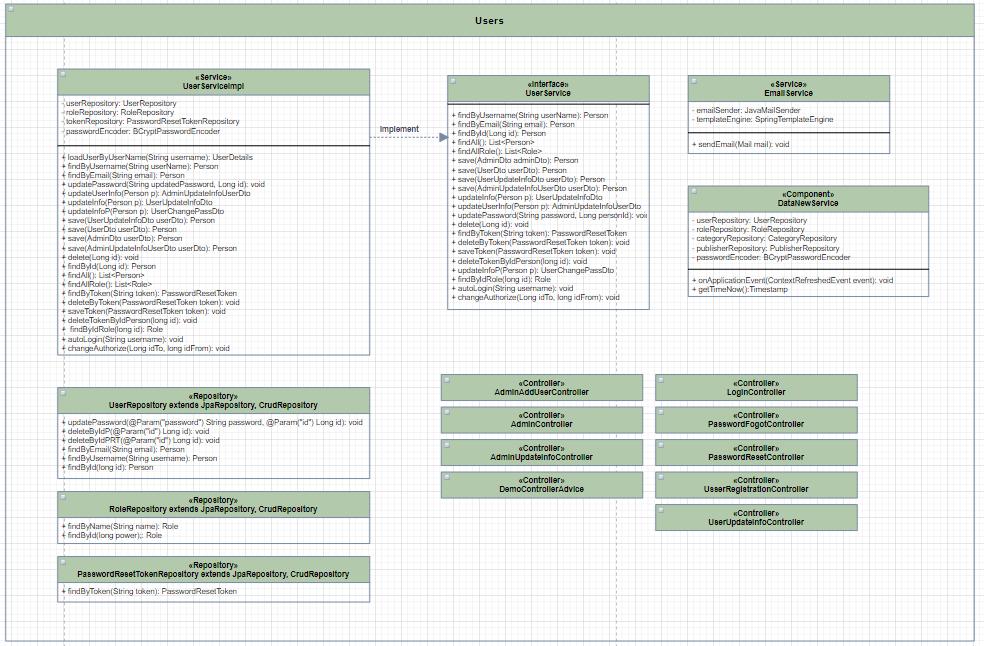 Users
«Service»
UserServiceImpl
- userRepository: UserRepository
- roleRepository: RoleRepository
- tokenRepository: PasswordResetTokenRepository
- passwordEncoder: BCryptPasswordEncoder
+ loadUserByUserName(String username): UserDetails
+ findByUsername(String userName): Person
+ findByEmail(String email): Person
+ updatePassword(String updatedPassword, Long id): void
+ updateUserInfo(Person p): AdminUpdateInfoUserDto
+ updateInfo(Person p): UserUpdateInfoDto
+ updateInfoP(Person p): UserChangePassDto
+ save(UserUpdateInfoDto userDto): Person
+ save(UserDto userDto): Person
+ save(AdminDto userDto): Person
+ save(AdminUpdateInfoUserDto userDto): Person
+ delete(Long id): void
+ findById(Long id): Person
+ findAll(): List<Person>
+ findAllRole(): List<Role>
+ findByToken(String token): PasswordResetToken
+ deleteByToken(PasswordResetToken token): void
+ saveToken(PasswordResetToken token): void
+ deleteTokenByIdPerson(long id): void
+ findByIdRole(long id): Role
+ autoLogin(String username): void
+ changeAuthorize(Long idTo, long idFrom): void
Implement
«Interface»
UserService
+ findByUsername(String userName): Person
+ findByEmail(String email): Person
+ findById(Long id): Person
+ findAll(): List<Person>
+ findAllRole(): List<Role>
+ save(AdminDto adminDto): Person
+ save(UserDto userDto): Person
+ save(UserUpdateInfoDto userDto): Person
+ save(AdminUpdateInfoUserDto userDto): Person
+ updateInfo(Person p): UserUpdateInfoDto
+ updateUserInfo(Person p): AdminUpdateInfoUserDto
+ updatePassword(String password, Long personId): voi
+ delete(Long id): void
+ findByToken(String token): PasswordResetToken
+ deleteByToken(PasswordResetToken token): void
+ saveToken(PasswordResetToken token): void
+ deleteTokenByIdPerson(long id): void
+ updateInfoP(Person p): UserChangePassDto
+ findByIdRole(long id): Role
+ autoLogin(String username): void
+ changeAuthorize(Long idTo, long idFrom): void
«Service»
EmailService
- emailSender: JavaMailSender
- templateEngine: SpringTemplateEngine
+ sendEmail(Mail mail): void
«Component»
DataNewService
- userRepository: UserRepository
- roleRepository: RoleRepository
- categoryRepository: CategoryRepository
- publisherRepository: PublisherRepository
- passwordEncoder: BCryptPasswordEncoder
+ onApplicationEvent(ContextRefreshedEvent event): void
+ getTimeNow():Timestamp
«Repository»
UserRepository extends JpaRepository, CrudRepository
+ updatePassword(@Param("password") String password, @Param("id") Long id): void
+ deleteByIdP(@Param("id") Long id): void
+ deleteByIdPRT(@Param("id") Long id): void
+ findByEmail(String email): Person
+ findByUsername(String username): Person
+ findById(long id): Person
«Repository»
RoleRepository extends JpaRepository, CrudRepository
+ findByName(String name): Role
+ findById(long power);: Role
«Repository»
PasswordResetTokenRepository extends JpaRepository, CrudRepository
+ findByToken(String token): PasswordResetToken
«Controller»
AdminAddUserController
«Controller»
AdminController
«Controller»
AdminUpdateInfoController
«Controller»
DemoControllerAdvice
«Controller»
LoginController
«Controller»
PasswordFogotController
«Controller»
PasswordResetController
«Controller»
UsserRegistrationController
«Controller»
UserUpdateInfoController